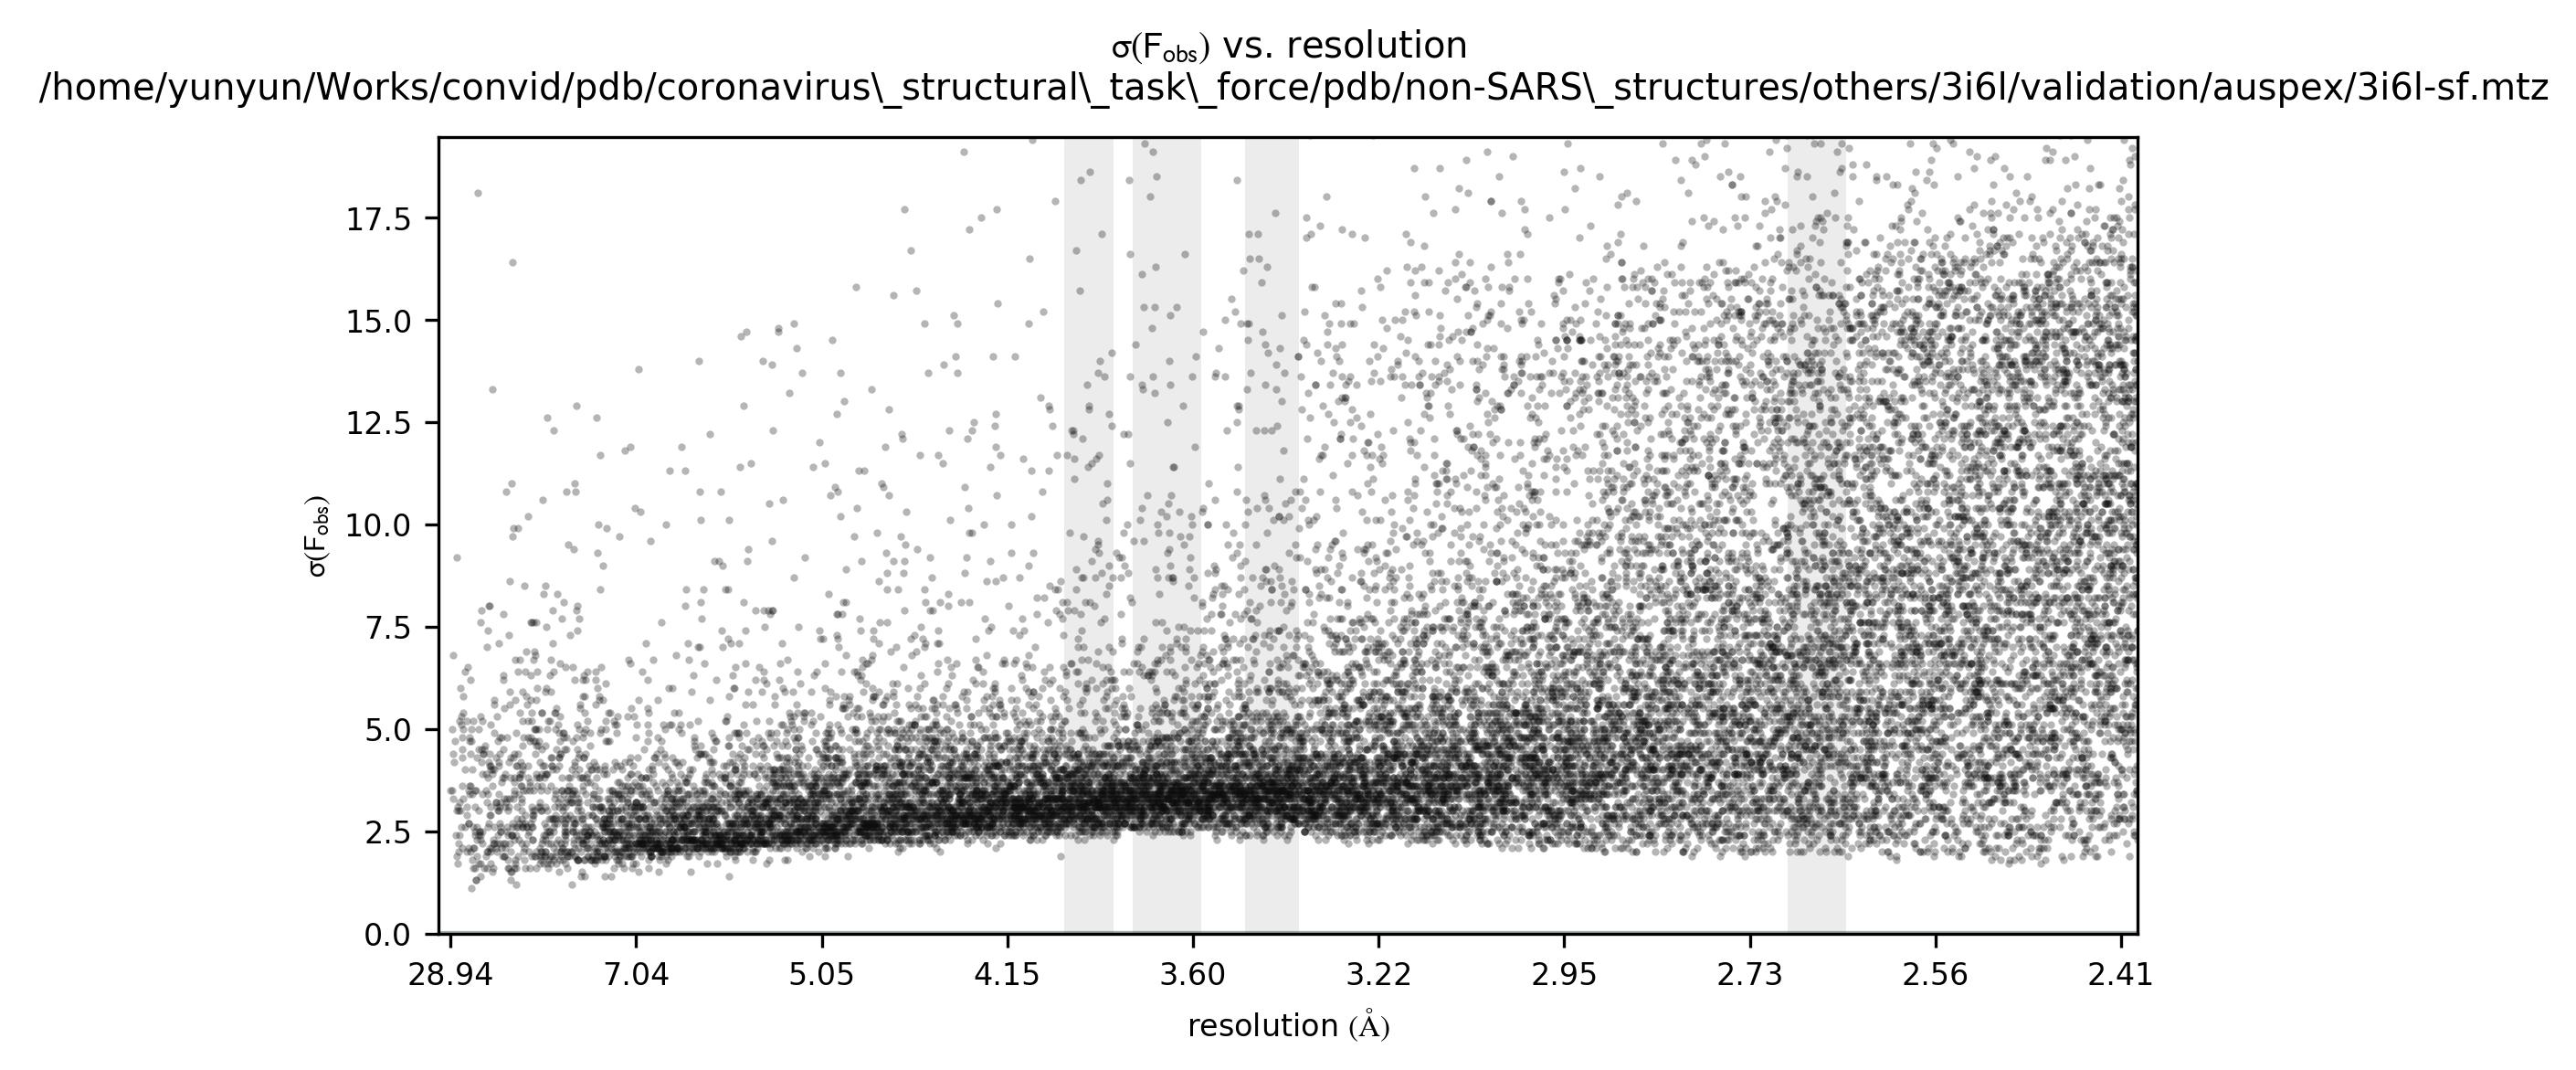 σ(F_obs) vs. resolution
/home/yunyun/Works/convid/pdb/coronavirus\_structural\_task\_force/pdb/non-SARS\_structures/others/3i6l/validation/auspex/3i6l-sf.mtz
17.5
15.0
12.5
10.0
7.5
5.0
2.5
0.0
σ(F_obs)
28.94 7.04 5.05 4.15 3.60 3.22 2.95 2.73 2.56 2.41
resolution (Å)